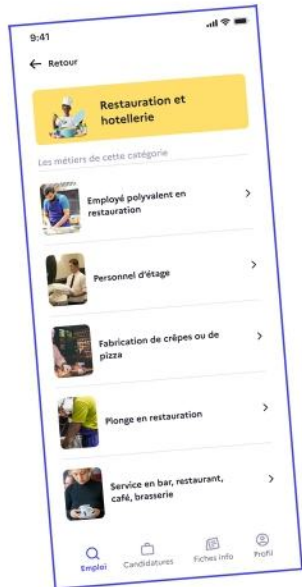 9:41
Retour
Restauration et
hotellerie
Les métiers de cette catégorie
Employé polyvalent en
restauration
Personnel d'étage
Fabrication de crêpes ou de
pizza
Plonge en restauration
Service en bar, restaurant,
café, brasserie
Emploi
Candidatures
Fiches info
Profil